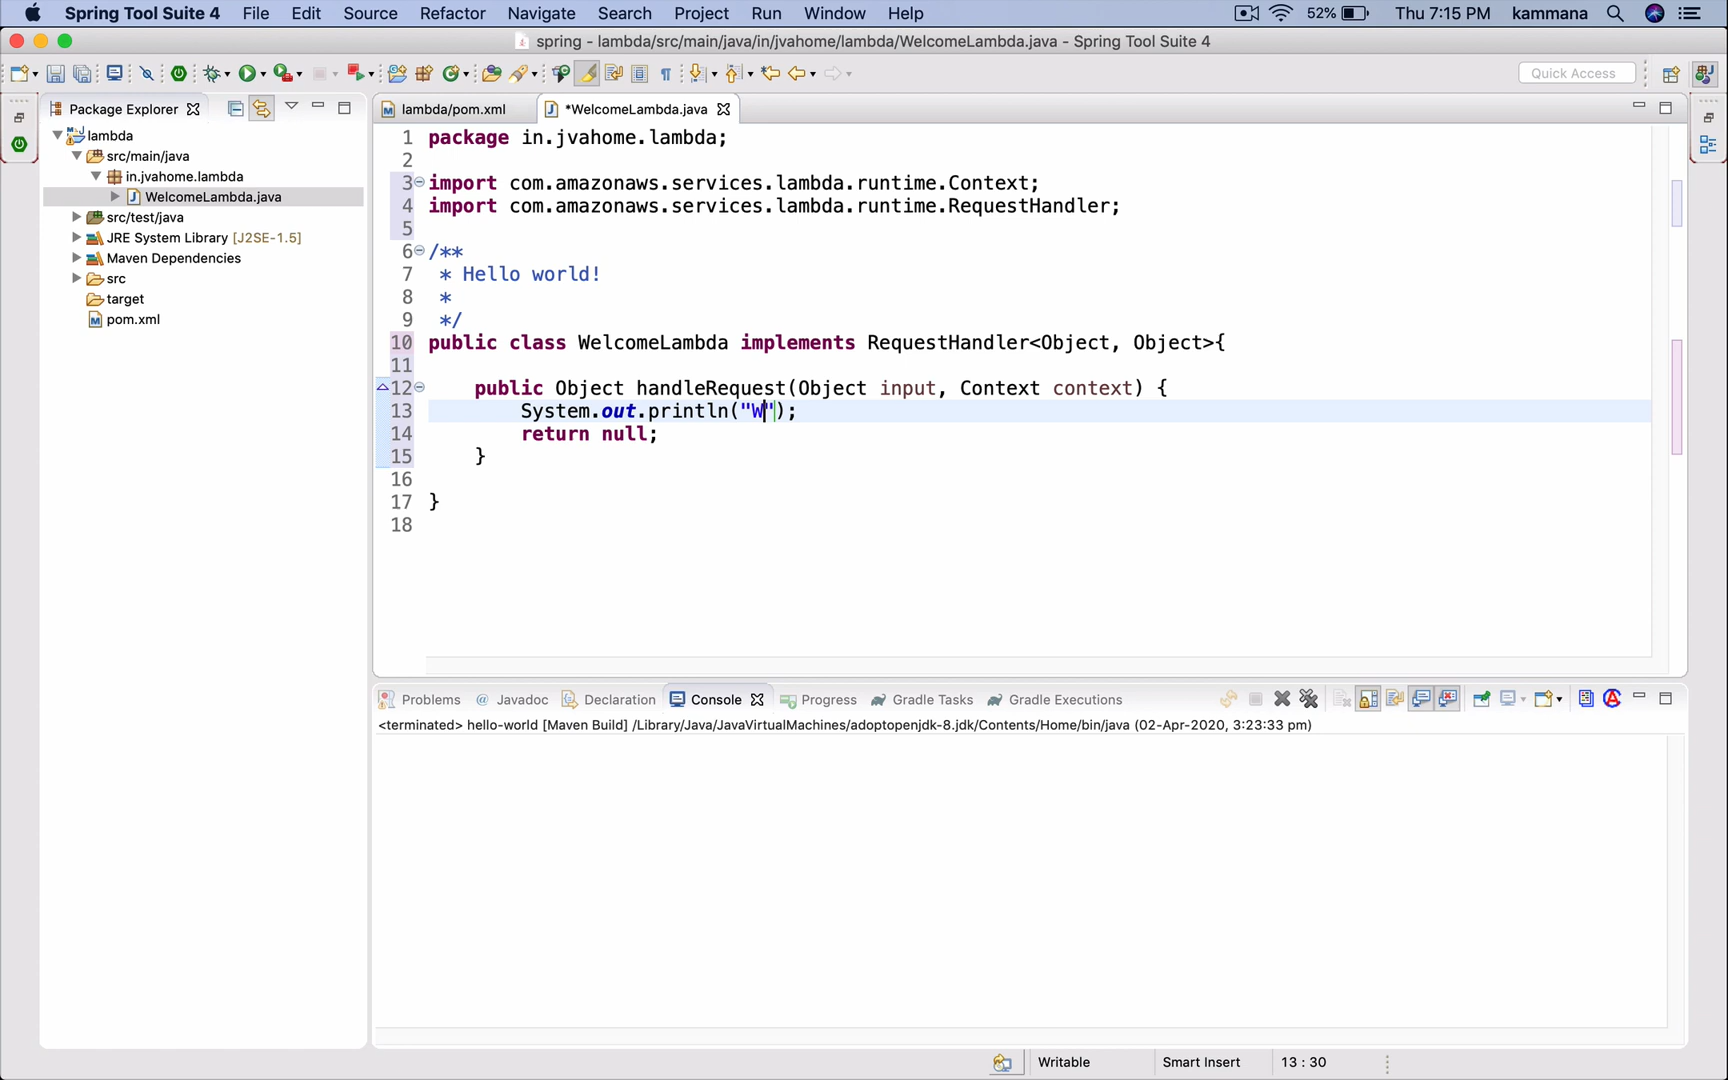 Spring Tool Suite 4 File Edit Source Refactor Navigate Search Project Run Window Help 52% Thu 7:15 PM kammana
spring - lambda/src/main/java/in/jvahome/lambda/WelcomeLambda.java - Spring Tool Suite 4
Quick Access
Package Explorer
lambda
src/main/java
in.jvahome.lambda
WelcomeLambda.java
src/test/java
JRE System Library [J2SE-1.5]
Maven Dependencies
src
target
pom.xml
lambda/pom.xml *WelcomeLambda.java
1 package in.jvahome.lambda;
2
3 import com.amazonaws.services.lambda.runtime.Context;
4 import com.amazonaws.services.lambda.runtime.RequestHandler;
5
6 /**
7 * Hello world!
8 *
9 */
10 public class WelcomeLambda implements RequestHandler<Object, Object>{
11
12 public Object handleRequest(Object input, Context context) {
13 System.out.println("W");
14 return null;
15 }
16
17 }
18
Problems Javadoc Declaration Console Progress Gradle Tasks Gradle Executions
<terminated> hello-world [Maven Build] /Library/Java/JavaVirtualMachines/adoptopenjdk-8.jdk/Contents/Home/bin/java (02-Apr-2020, 3:23:33 pm)
Writable Smart Insert 13 : 30